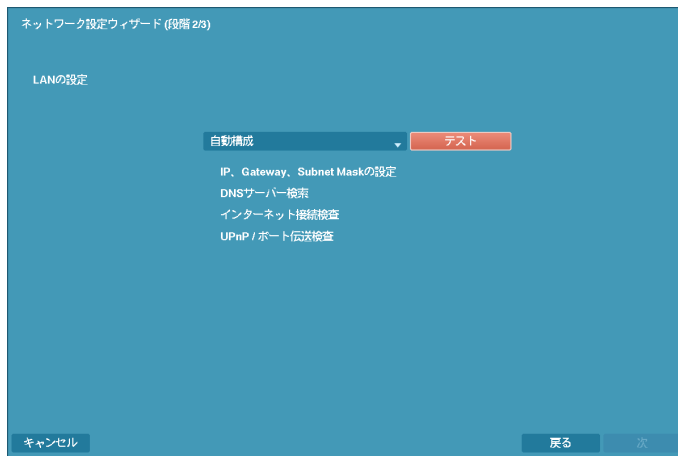 ネットワーク設定ウィザード (段階 2/3)
LANの設定
自動構成 テスト
IP、Gateway、Subnet Maskの設定
DNSサーバー検索
インターネット接続検査
UPnP / ポート伝送検査
キャンセル 戻る 次